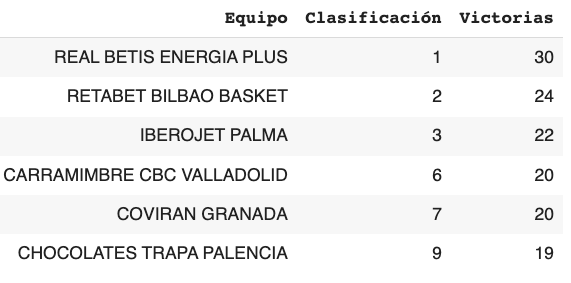 Equipo Clasificación Victorias
REAL BETIS ENERGIA PLUS 1 30
RETABET BILBAO BASKET 2 24
IBEROJET PALMA 3 22
CARRAMIMBRE CBC VALLADOLID 6 20
COVIRAN GRANADA 7 20
CHOCOLATES TRAPA PALENCIA 9 19